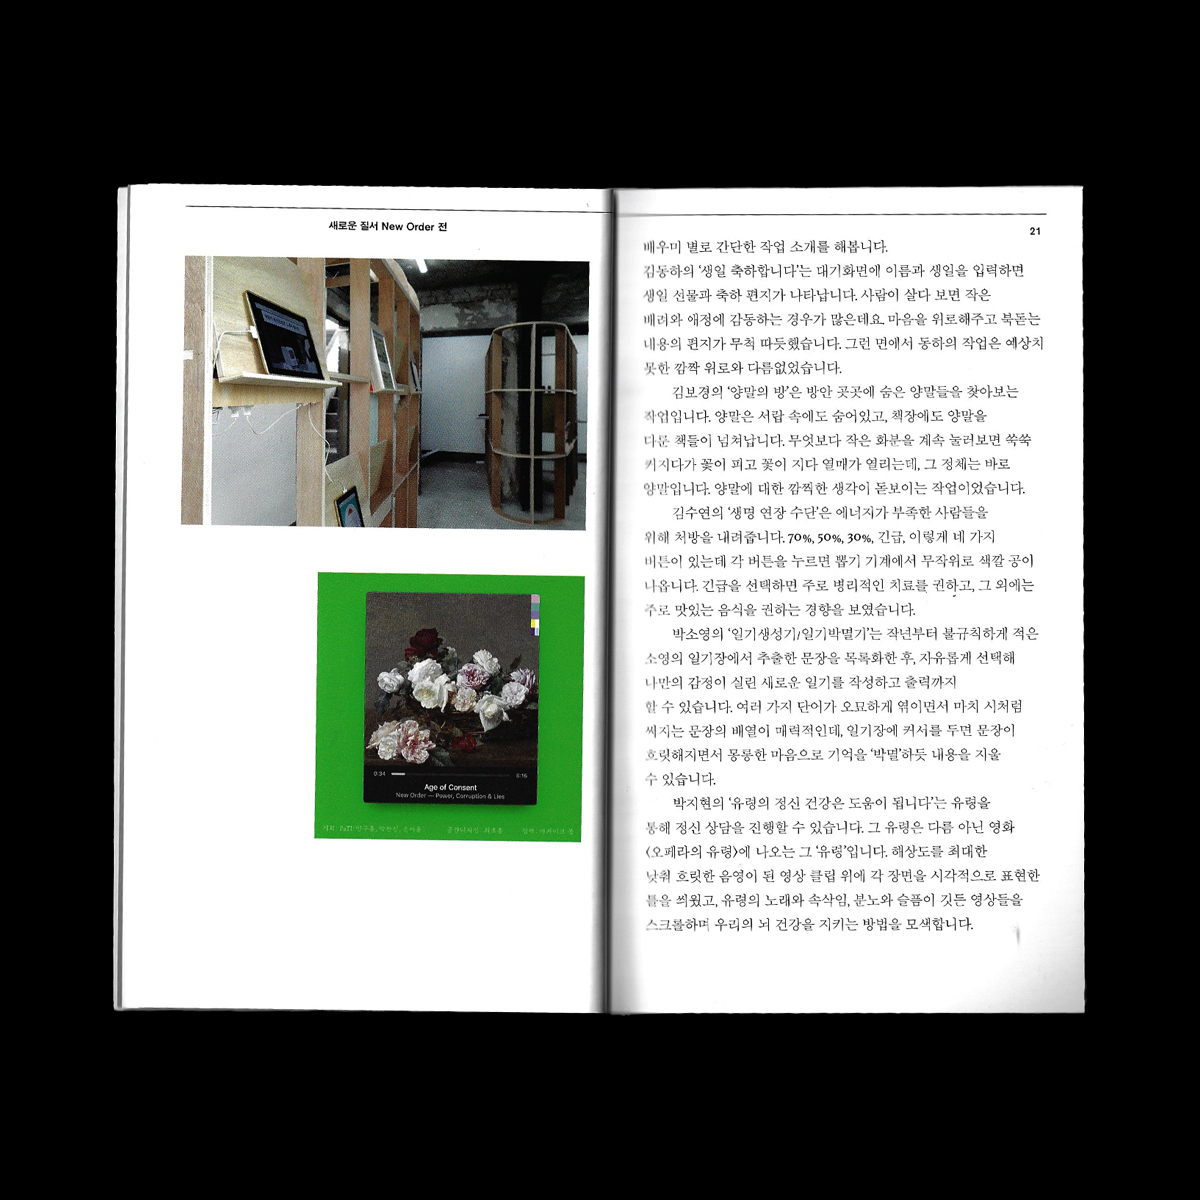 새로운 질서 New Order 전
0:34
6:16
Age of Consent
New Order — Power, Corruption & Lies
21
배우미 별로 간단한 작업 소개를 해봅니다.
김동하의 ‘생일 축하합니다’는 대기화면에 이름과 생일을 입력하면
생일 선물과 축하 편지가 나타납니다. 사람이 살다 보면 작은
배려와 애정에 감동하는 경우가 많은데요. 마음을 위로해주고 북돋는
내용의 편지가 무척 따듯했습니다. 그런 면에서 동하의 작업은 예상치
못한 깜짝 위로와 다름없었습니다.
김보경의 ‘양말의 방’은 방안 곳곳에 숨은 양말들을 찾아보는
작업입니다. 양말은 서랍 속에도 숨어있고, 책장에도 양말을
다룬 책들이 넘쳐납니다. 무엇보다 작은 화분을 계속 눌러보면 쑥쑥
커지다가 꽃이 피고 꽃이 지다 열매가 열리는데, 그 정체는 바로
양말입니다. 양말에 대한 깜찍한 생각이 돋보이는 작업이었습니다.
김수연의 ‘생명 연장 수단’은 에너지가 부족한 사람들을
위해 처방을 내려줍니다. 70%, 50%, 30%, 긴급, 이렇게 네 가지
버튼이 있는데 각 버튼을 누르면 뽑기 기계에서 무작위로 색깔 공이
나옵니다. 긴급을 선택하면 주로 병리적인 치료를 권하고, 그 외에는
주로 맛있는 음식을 권하는 경향을 보였습니다.
박소영의 ‘일기생성기/일기박멸기’는 작년부터 불규칙하게 적은
소영의 일기장에서 추출한 문장을 목록화한 후, 자유롭게 선택해
나만의 감정이 실린 새로운 일기를 작성하고 출력까지
할 수 있습니다. 여러 가지 단어가 오묘하게 엮이면서 마치 시처럼
써지는 문장의 배열이 매력적인데, 일기장에 커서를 두면 문장이
흐릿해지면서 몽롱한 마음으로 기억을 ‘박멸’하듯 내용을 지울
수 있습니다.
박지현의 ‘유령의 정신 건강은 도움이 됩니다’는 유령을
통해 정신 상담을 진행할 수 있습니다. 그 유령은 다름 아닌 영화
〈오페라의 유령〉에 나오는 그 ‘유령’입니다. 해상도를 최대한
낮춰 흐릿한 음영이 된 영상 클립 위에 각 장면을 시각적으로 표현한
틀을 씌웠고, 유령의 노래와 속삭임, 분노와 슬픔이 깃든 영상들을
스크롤하며 우리의 뇌 건강을 지키는 방법을 모색합니다.